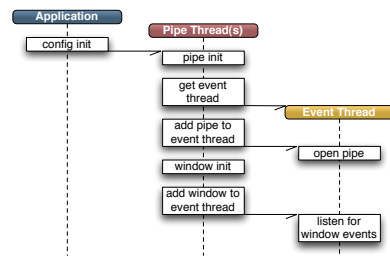 Application
Pipe Thread(s)
config init
pipe init
get event
thread
Event Thread
add pipe to
event thread
open pipe
window init
add window to
event thread
listen for
window events